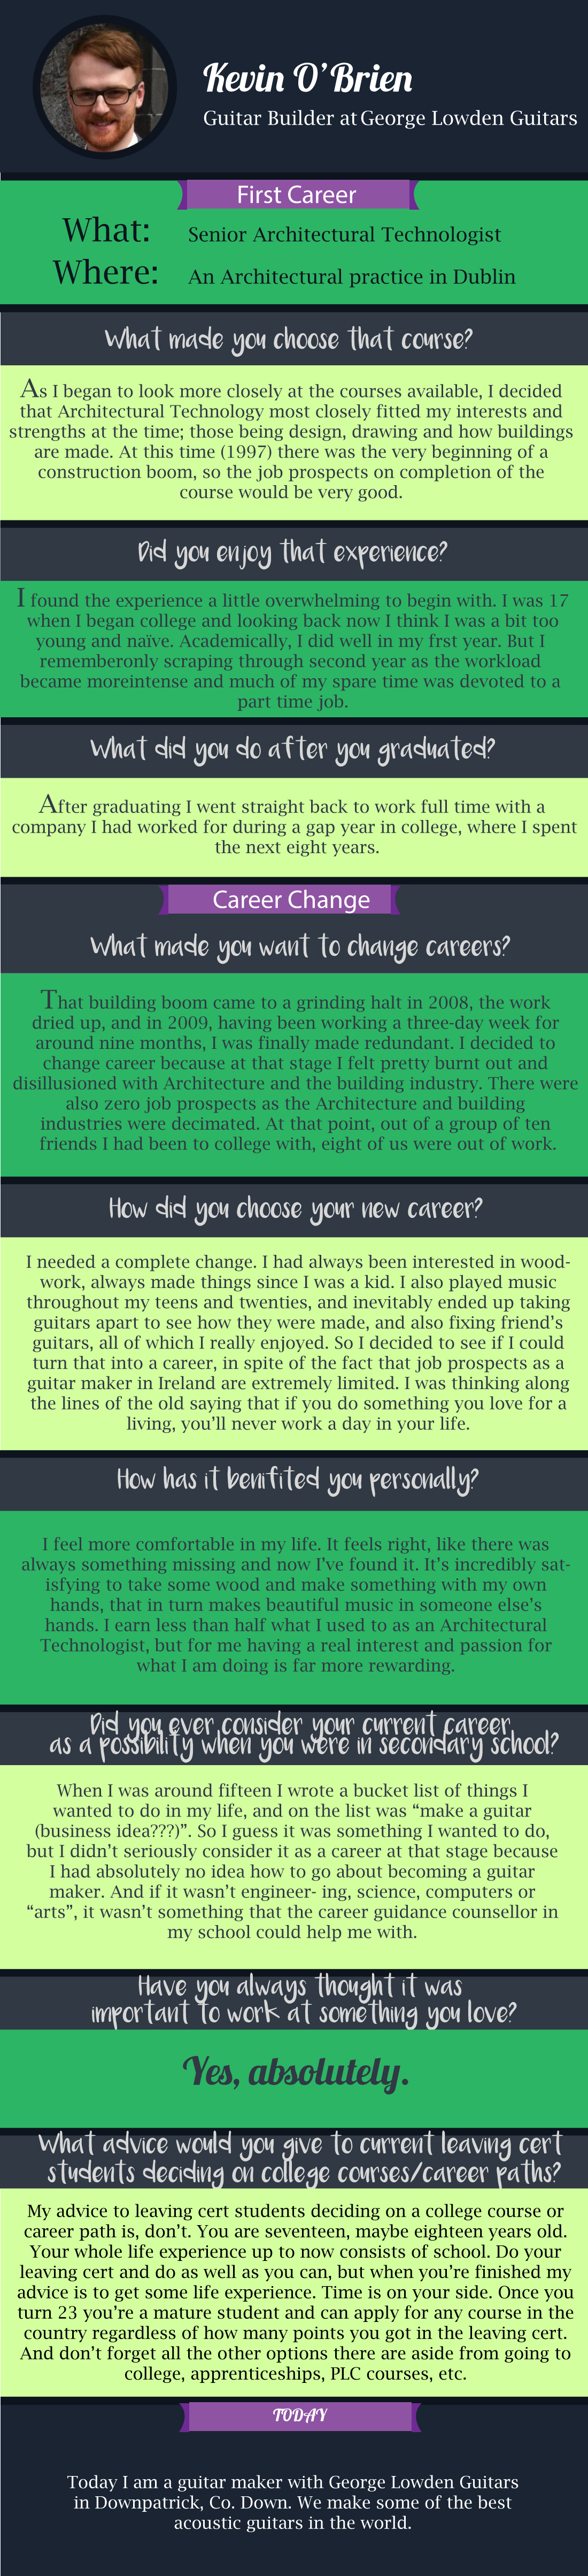 Kevin O'Brien
Guitar Builder at George Lowden Guitars
First Career
What: Senior Architectural Technologist
Where: An Architectural practice in Dublin
What made you choose that course?
As I began to look more closely at the courses available, I decided
that Architectural Technology most closely fitted my interests and
strengths at the time; those being design, drawing and how buildings
are made. At this time (1997) there was the very beginning of a
construction boom, so the job prospects on completion of the
course would be very good.
Did you enjoy that experience?
I found the experience a little overwhelming to begin with. I was 17
when I began college and looking back now I think I was a bit too
young and naïve. Academically, I did well in my frst year. But I
rememberonly scraping through second year as the workload
became moreintense and much of my spare time was devoted to a
part time job.
What did you do after you graduated?
After graduating I went straight back to work full time with a
company I had worked for during a gap year in college, where I spent
the next eight years.
Career Change
What made you want to change careers?
That building boom came to a grinding halt in 2008, the work
dried up, and in 2009, having been working a three-day week for
around nine months, I was finally made redundant. I decided to
change career because at that stage I felt pretty burnt out and
disillusioned with Architecture and the building industry. There were
also zero job prospects as the Architecture and building
industries were decimated. At that point, out of a group of ten
friends I had been to college with, eight of us were out of work.
How did you choose your new career?
I needed a complete change. I had always been interested in wood-
work, always made things since I was a kid. I also played music
throughout my teens and twenties, and inevitably ended up taking
guitars apart to see how they were made, and also fixing friend's
guitars, all of which I really enjoyed. So I decided to see if I could
turn that into a career, in spite of the fact that job prospects as a
guitar maker in Ireland are extremely limited. I was thinking along
the lines of the old saying that if you do something you love for a
living, you'll never work a day in your life.
How has it benifited you personally?
I feel more comfortable in my life. It feels right, like there was
always something missing and now I've found it. It's incredibly sat-
isfying to take some wood and make something with my own
hands, that in turn makes beautiful music in someone else's
hands. I earn less than half what I used to as an Architectural
Technologist, but for me having a real interest and passion for
what I am doing is far more rewarding.
Did you ever consider your current career
as a possibility when you were in secondary school?
When I was around fifteen I wrote a bucket list of things I
wanted to do in my life, and on the list was "make a guitar
(business idea???)". So I guess it was something I wanted to do,
but I didn't seriously consider it as a career at that stage because
I had absolutely no idea how to go about becoming a guitar
maker. And if it wasn't engineer- ing, science, computers or
"arts", it wasn't something that the career guidance counsellor in
my school could help me with.
Have you always thought it was
important to work at something you love?
Yes, absolutely.
What advice would you give to current leaving cert
students deciding on college courses/career paths?
My advice to leaving cert students deciding on a college course or
career path is, don't. You are seventeen, maybe eighteen years old.
Your whole life experience up to now consists of school. Do your
leaving cert and do as well as you can, but when you're finished my
advice is to get some life experience. Time is on your side. Once you
turn 23 you're a mature student and can apply for any course in the
country regardless of how many points you got in the leaving cert.
And don't forget all the other options there are aside from going to
college, apprenticeships, PLC courses, etc.
TODAY
Today I am a guitar maker with George Lowden Guitars
in Downpatrick, Co. Down. We make some of the best
acoustic guitars in the world.